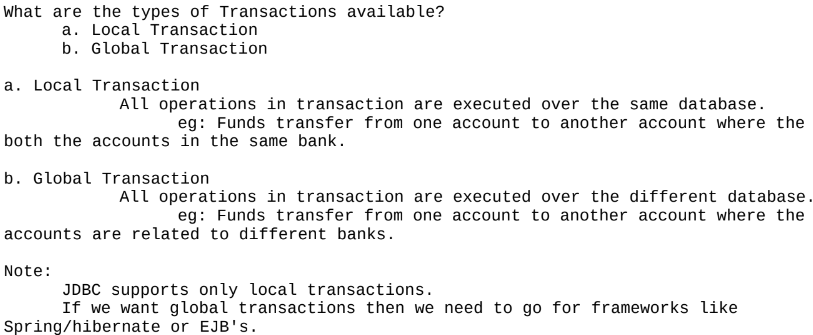 What are the types of Transactions available?
a. Local Transaction
b. Global Transaction
a. Local Transaction
All operations in transaction are executed over the same database.
eg: Funds transfer from one account to another account where the
both the accounts in the same bank.
b. Global Transaction
All operations in transaction are executed over the different database.
eg: Funds transfer from one account to another account where the
accounts are related to different banks.
Note:
JDBC supports only local transactions.
If we want global transactions then we need to go for frameworks like
Spring/hibernate or EJB's.